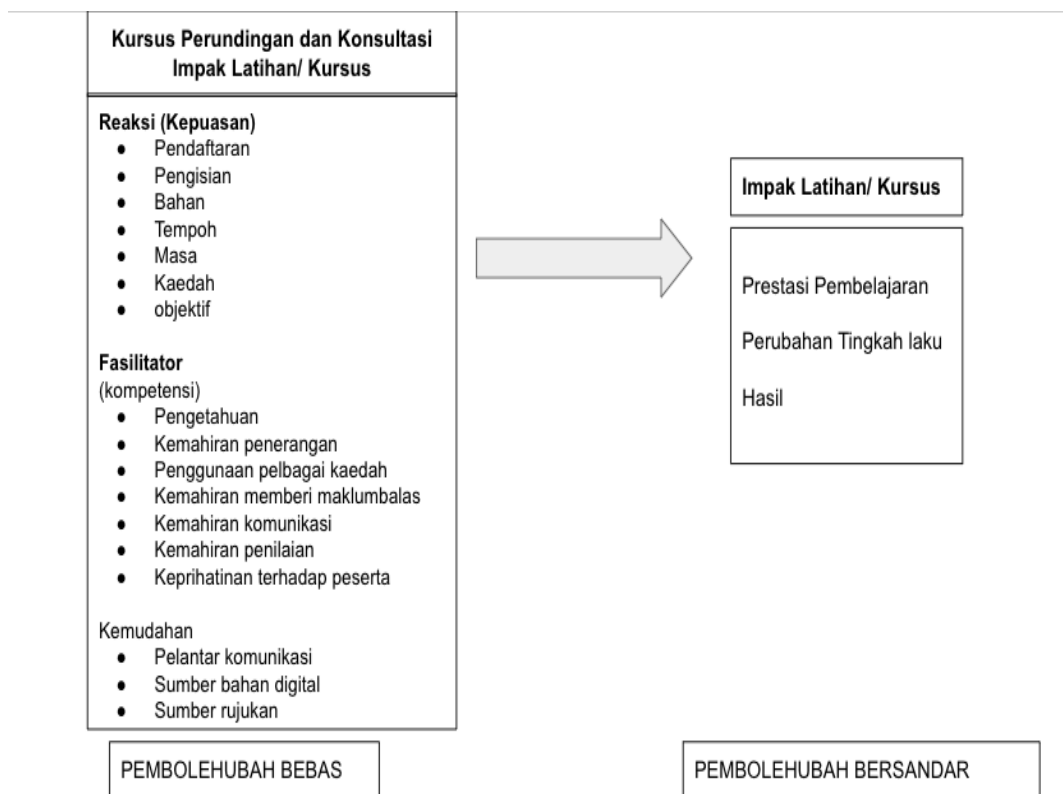 Kursus Perundingan dan Konsultasi
Impak Latihan/ Kursus
Reaksi (Kepuasan)
● Pendaftaran
● Pengisian
● Bahan
● Tempoh
● Masa
● Kaedah
● objektif
Fasilitator
(kompetensi)
● Pengetahuan
● Kemahiran penerangan
● Penggunaan pelbagai kaedah
● Kemahiran memberi maklumbalas
● Kemahiran komunikasi
● Kemahiran penilaian
● Keprihatinan terhadap peserta
Kemudahan
● Pelantar komunikasi
● Sumber bahan digital
● Sumber rujukan
PEMBOLEHUBAH BEBAS
Impak Latihan/ Kursus
Prestasi Pembelajaran
Perubahan Tingkah laku
Hasil
PEMBOLEHUBAH BERSANDAR